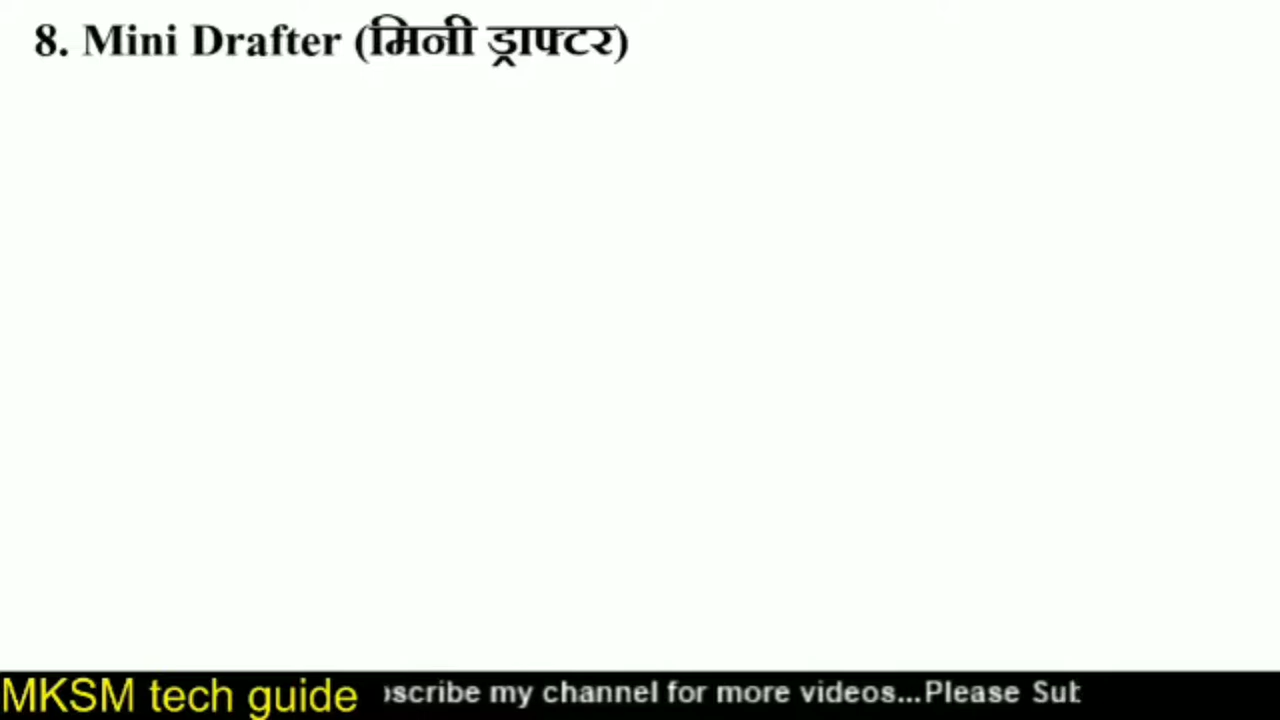 8. Mini Drafter (मिनी ड्राफ्टर)
MKSM tech guide
scribe my channel for more videos...Please Sub